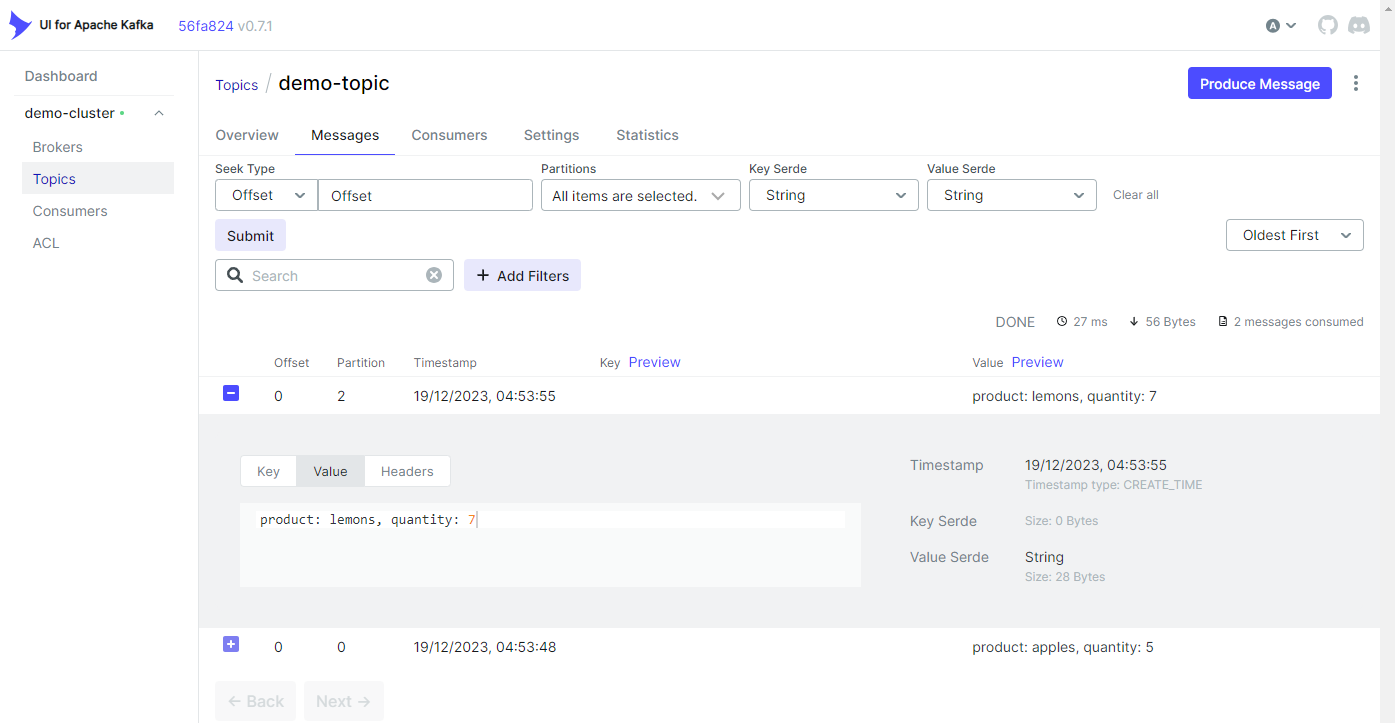 UI for Apache Kafka 56fa824 v0.7.1 A
Dashboard
demo-cluster
Brokers
Topics
Consumers
ACL
Topics / demo-topic
Produce Message
Overview Messages Consumers Settings Statistics
Seek Type Partitions Key Serde Value Serde
Offset Offset All items are selected. String String Clear all
Submit Oldest First
Search + Add Filters
DONE 27 ms 56 Bytes 2 messages consumed
Offset Partition Timestamp Key Preview Value Preview
0 2 19/12/2023, 04:53:55 product: lemons, quantity: 7
Key Value Headers
product: lemons, quantity: 7
Timestamp 19/12/2023, 04:53:55
Timestamp type: CREATE_TIME
Key Serde Size: 0 Bytes
Value Serde String
Size: 28 Bytes
0 0 19/12/2023, 04:53:48 product: apples, quantity: 5
← Back Next →